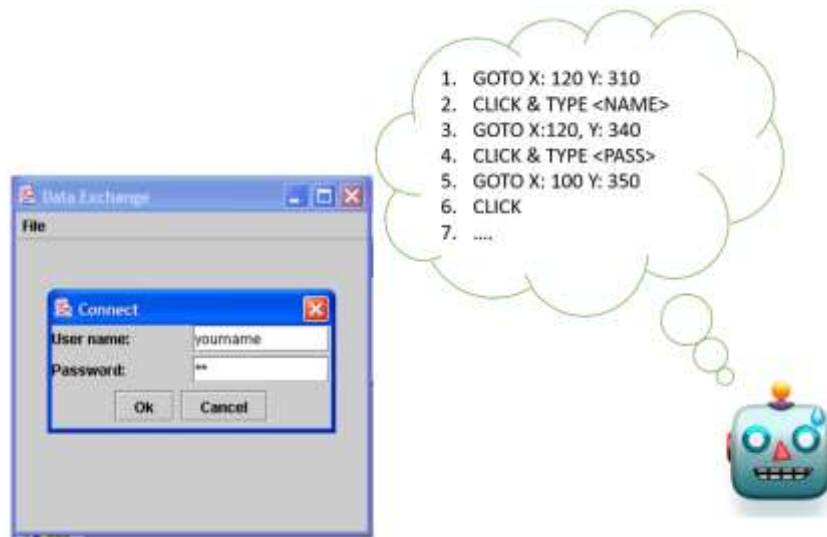 1. GOTO X: 120 Y: 310
2. CLICK & TYPE <NAME>
3. GOTO X:120, Y: 340
4. CLICK & TYPE <PASS>
5. GOTO X: 100 Y: 350
6. CLICK
7. ....
Data Exchange
File
Connect
User name: yourname
Password: **
Ok Cancel